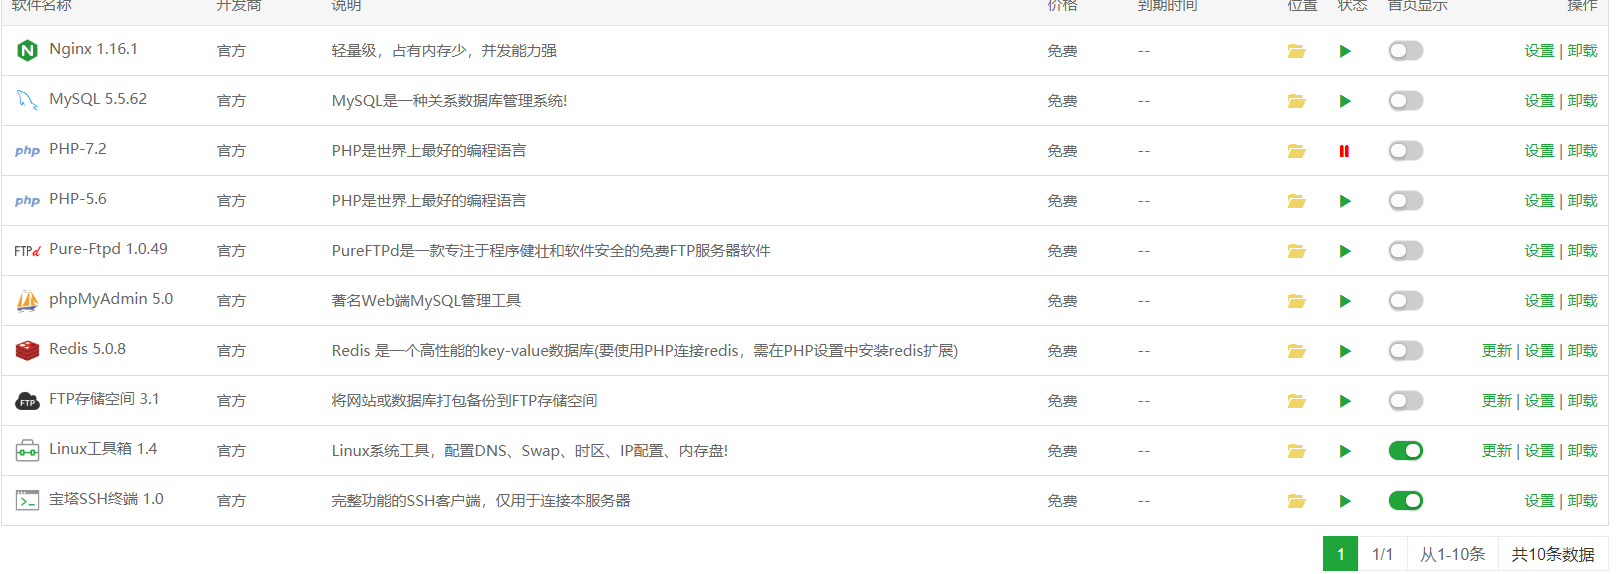 软件名称 开发商 说明 价格 到期时间 位置 状态 首页显示 操作
Nginx 1.16.1 官方 轻量级，占有内存少，并发能力强 免费 -- 设置 | 卸载
MySQL 5.5.62 官方 MySQL是一种关系数据库管理系统! 免费 -- 设置 | 卸载
php PHP-7.2 官方 PHP是世界上最好的编程语言 免费 -- 设置 | 卸载
php PHP-5.6 官方 PHP是世界上最好的编程语言 免费 -- 设置 | 卸载
FTPd Pure-Ftpd 1.0.49 官方 PureFTPd是一款专注于程序健壮和软件安全的免费FTP服务器软件 免费 -- 设置 | 卸载
phpMyAdmin 5.0 官方 著名Web端MySQL管理工具 免费 -- 设置 | 卸载
Redis 5.0.8 官方 Redis 是一个高性能的key-value数据库(要使用PHP连接redis，需在PHP设置中安装redis扩展) 免费 -- 更新 | 设置 | 卸载
FTP FTP存储空间 3.1 官方 将网站或数据库打包备份到FTP存储空间 免费 -- 更新 | 设置 | 卸载
Linux工具箱 1.4 官方 Linux系统工具，配置DNS、Swap、时区、IP配置、内存盘! 免费 -- 更新 | 设置 | 卸载
宝塔SSH终端 1.0 官方 完整功能的SSH客户端，仅用于连接本服务器 免费 -- 设置 | 卸载
1 1/1 从1-10条 共10条数据